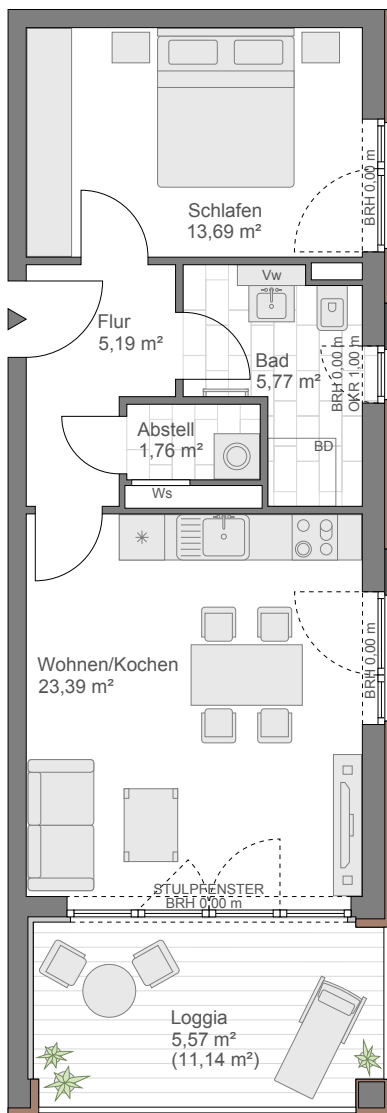 Schlafen
13,69 m²
BRH 0,00 m
Vw
Flur
5,19 m²
Bad
5,77 m²
BRH 0,00 m
OKR 1,00 m
Abstell
1,76 m²
BD
Ws
Wohnen/Kochen
23,39 m²
BRH 0,00 m
STULPFENSTER
BRH 0,00 m
Loggia
5,57 m²
(11,14 m²)